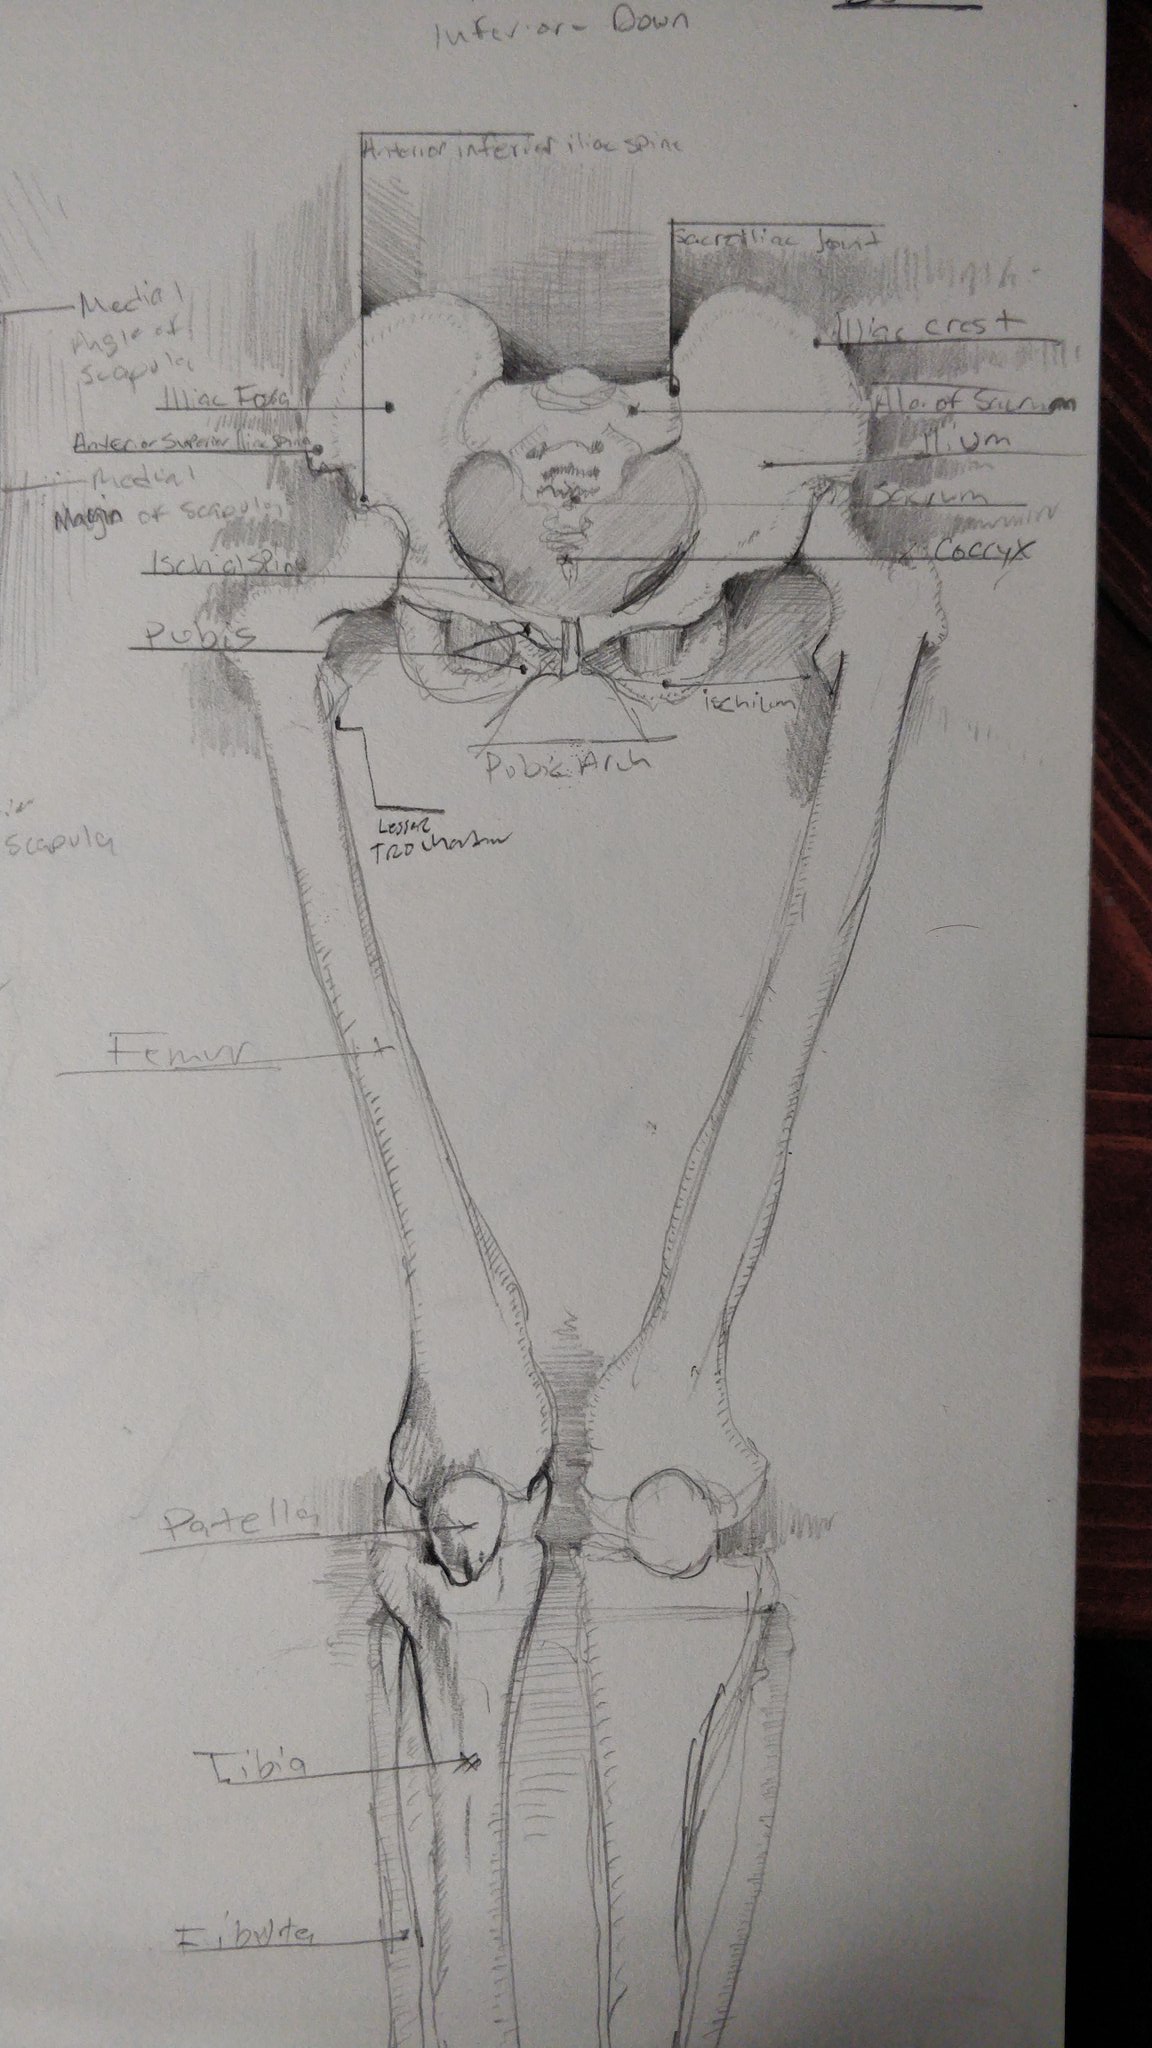 Inferior- Down
Anterior inferior iliac spine
Sacroiliac Joint
Medial
Angle of
scapula
Iliac crest
Iliac Fosa
Ala of Sacrum
Anterior Superior Iliac Spine
Ilium
Medial
Margin of scapula
Sacrum
Coccyx
Ischial Spine
Pubis
ischium
Pubic Arch
Lesser
Trochanter
scapula
Femur
Patella
Tibia
Fibula